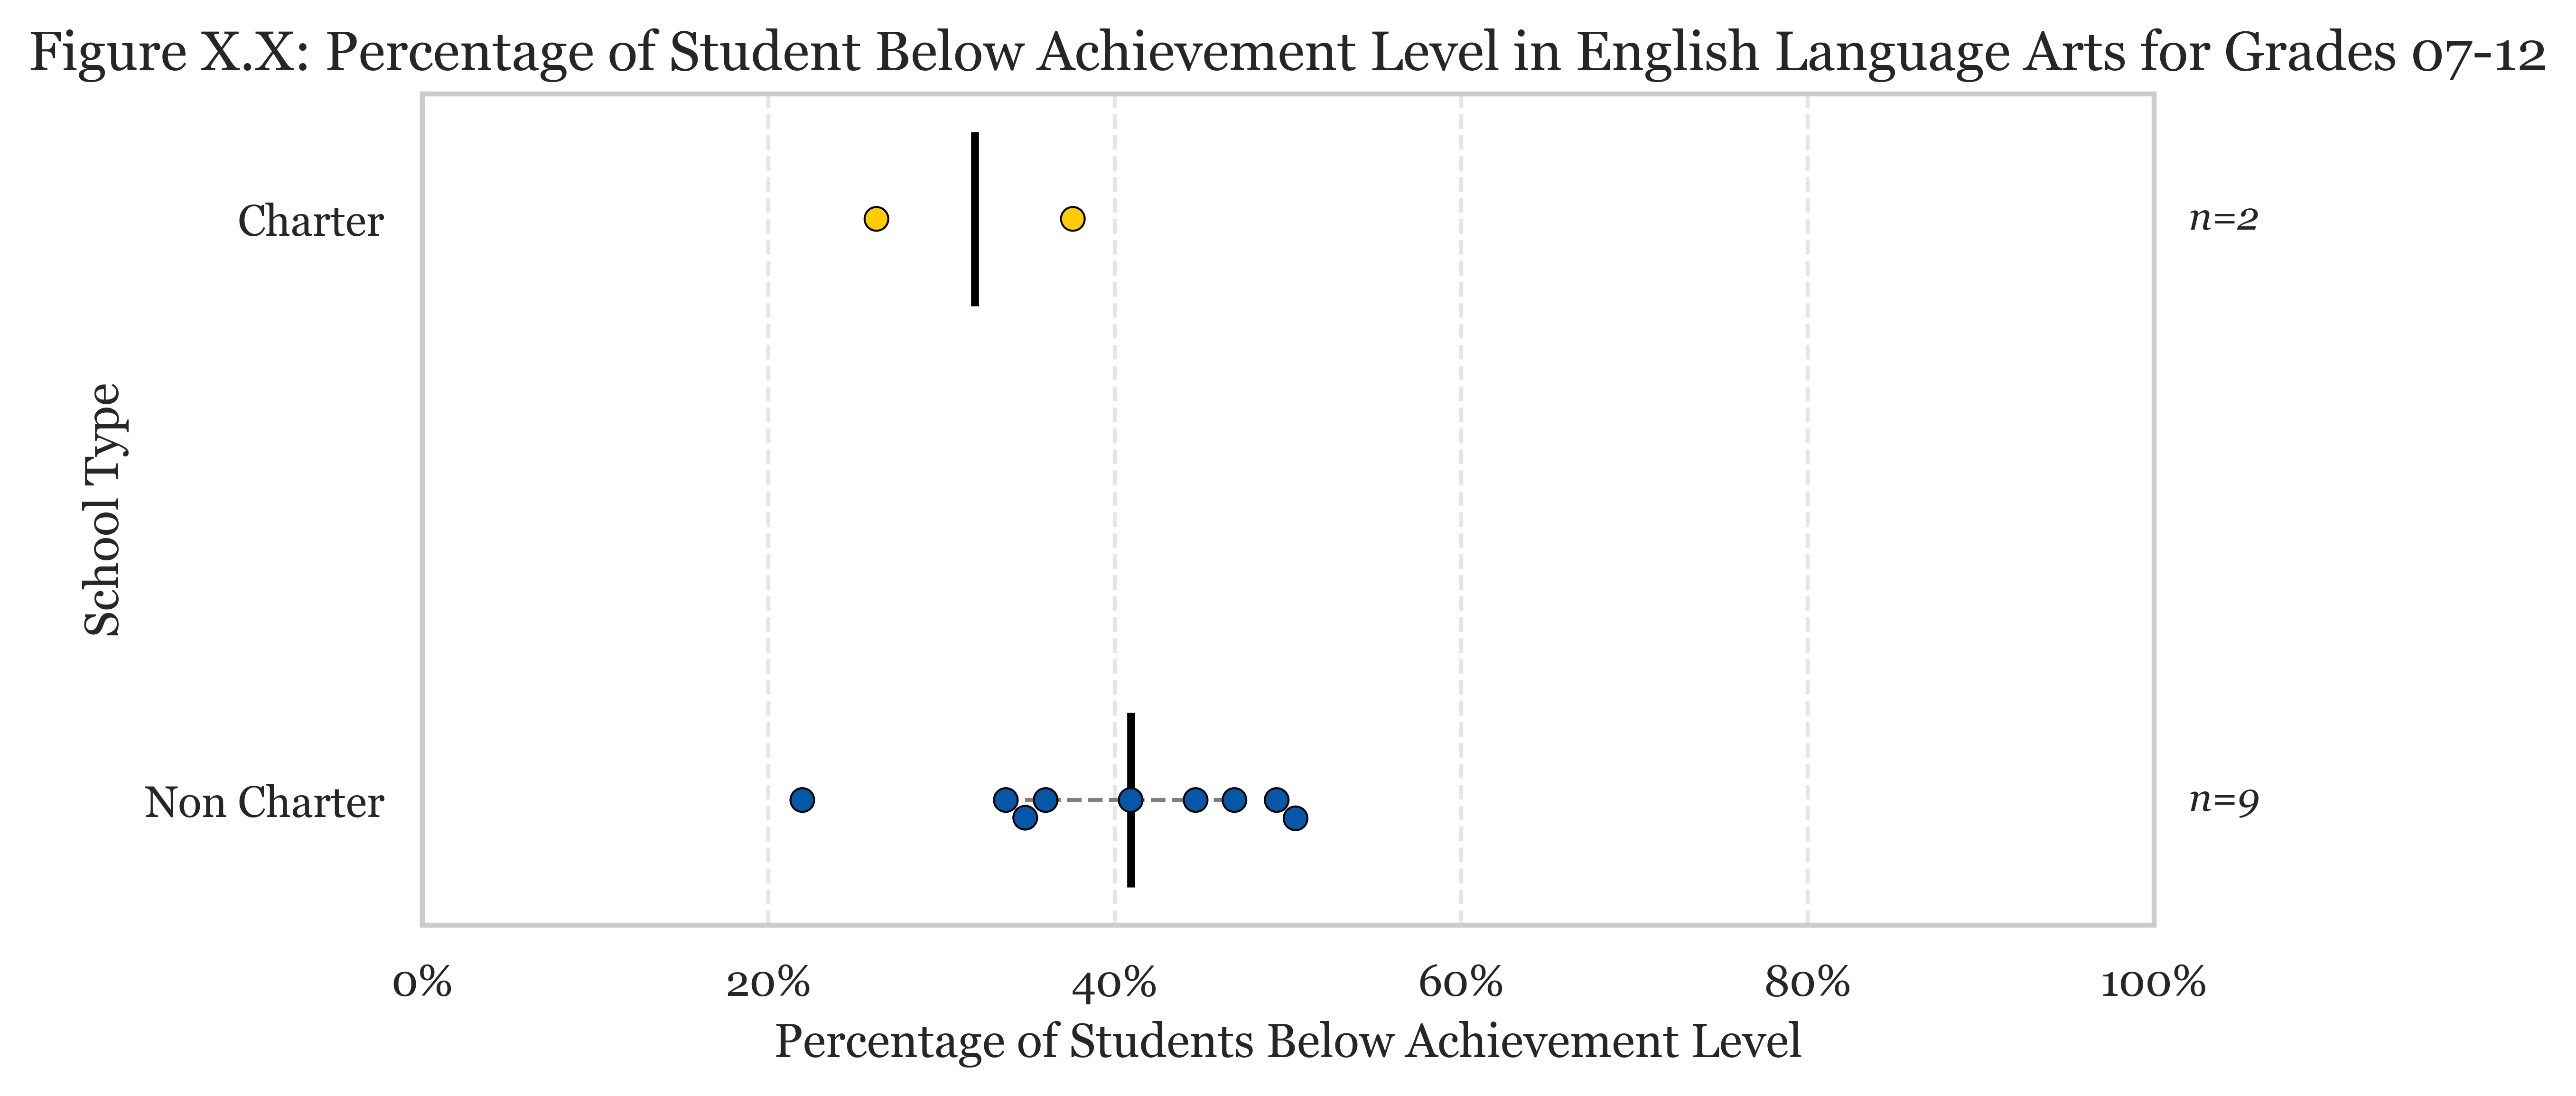 Figure X.X: Percentage of Student Below Achievement Level in English Language Arts for Grades 07-12
Charter
n=2
School Type
Non Charter
n=9
0%
20%
40%
60%
80%
100%
Percentage of Students Below Achievement Level